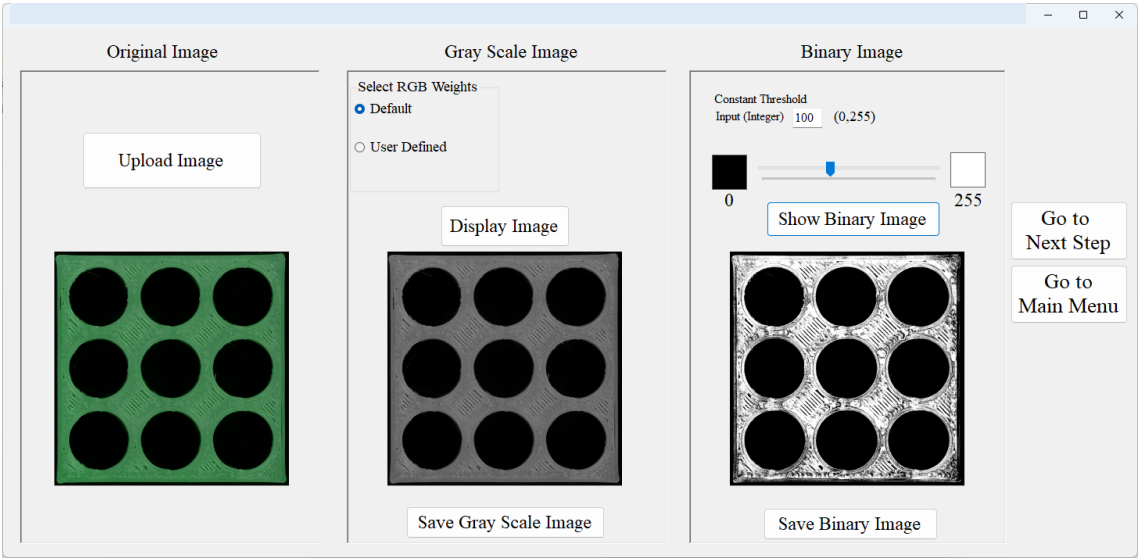 Original Image
Gray Scale Image
Binary Image
Select RGB Weights
Default
User Defined
Upload Image
Display Image
Constant Threshold
Input (Integer) 100 (0,255)
0
255
Show Binary Image
Go to
Next Step
Go to
Main Menu
Save Gray Scale Image
Save Binary Image